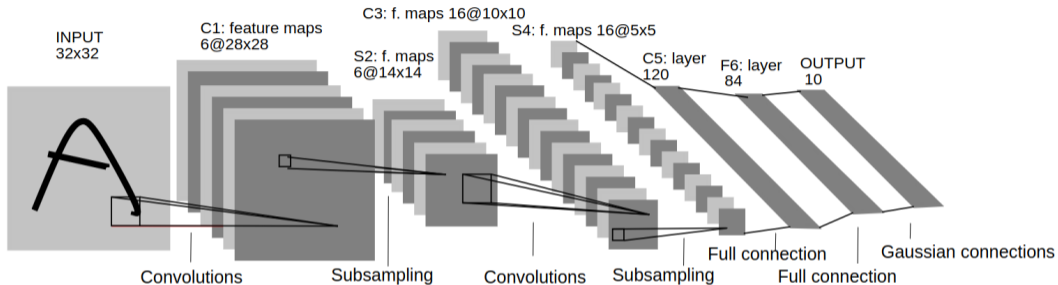 INPUT
32x32
C1: feature maps
6@28x28
S2: f. maps
6@14x14
C3: f. maps 16@10x10
S4: f. maps 16@5x5
C5: layer
120
F6: layer
84
OUTPUT
10
Convolutions
Subsampling
Convolutions
Subsampling
Full connection
Full connection
Gaussian connections